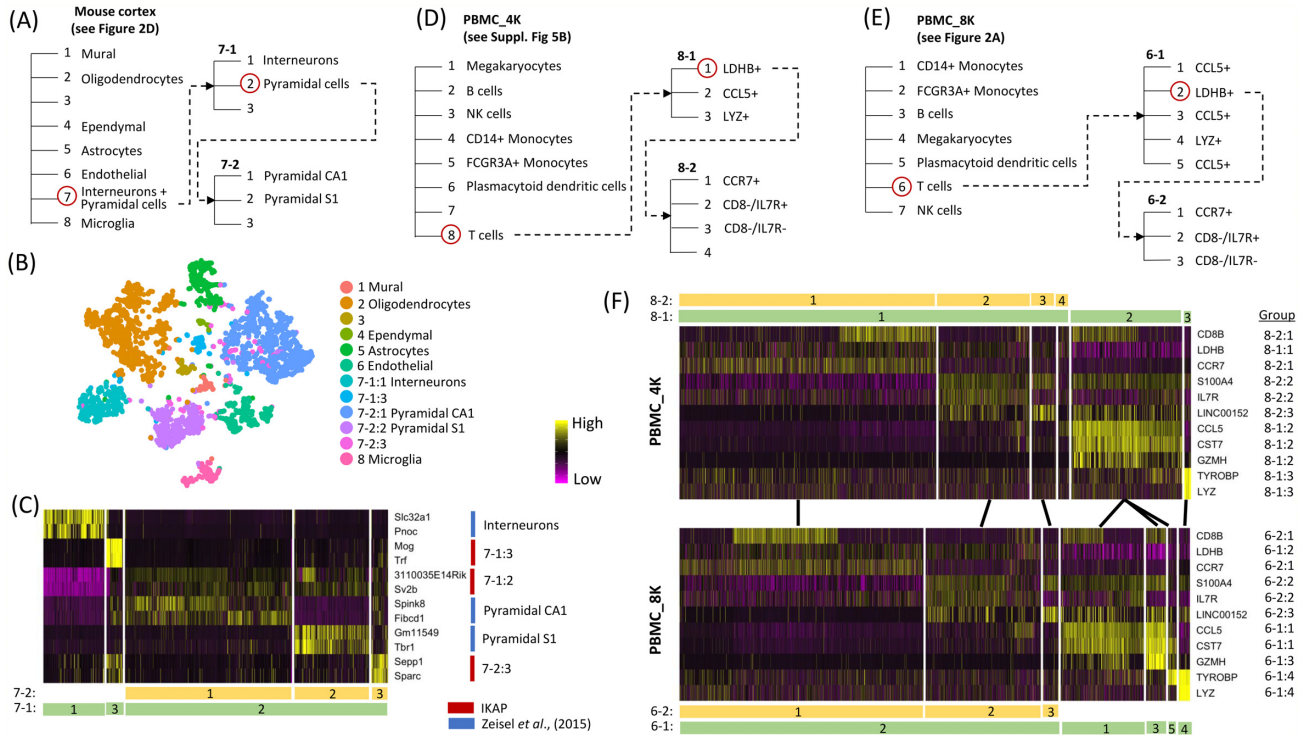 (A)
Mouse cortex
(see Figure 2D)
1 Mural
2 Oligodendrocytes
3
4 Ependymal
5 Astrocytes
6 Endothelial
7 Interneurons +
Pyramidal cells
8 Microglia
7-1
1 Interneurons
2 Pyramidal cells
3
7-2
1 Pyramidal CA1
2 Pyramidal S1
3
(D)
PBMC_4K
(see Suppl. Fig 5B)
1 Megakaryocytes
2 B cells
3 NK cells
4 CD14+ Monocytes
5 FCGR3A+ Monocytes
6 Plasmacytoid dendritic cells
7
8 T cells
8-1
1 LDHB+
2 CCL5+
3 LYZ+
8-2
1 CCR7+
2 CD8-/IL7R+
3 CD8-/IL7R-
4
(E)
PBMC_8K
(see Figure 2A)
1 CD14+ Monocytes
2 FCGR3A+ Monocytes
3 B cells
4 Megakaryocytes
5 Plasmacytoid dendritic cells
6 T cells
7 NK cells
6-1
1 CCL5+
2 LDHB+
3 CCL5+
4 LYZ+
5 CCL5+
6-2
1 CCR7+
2 CD8-/IL7R+
3 CD8-/IL7R-
(B)
1 Mural
2 Oligodendrocytes
3
4 Ependymal
5 Astrocytes
6 Endothelial
7-1:1 Interneurons
7-1:3
7-2:1 Pyramidal CA1
7-2:2 Pyramidal S1
7-2:3
8 Microglia
High
Low
(C)
Slc32a1
Pnoc
Mog
Trf
3110035E14Rik
Sv2b
Spink8
Fibcd1
Gm11549
Tbr1
Sepp1
Sparc
Interneurons
7-1:3
7-1:2
Pyramidal CA1
Pyramidal S1
7-2:3
7-2: 1 2 3
7-1: 1 3 2
IKAP
Zeisel et al., (2015)
(F)
8-2: 1 2 3 4
8-1: 1 2 3
Group
PBMC_4K
CD8B 8-2:1
LDHB 8-1:1
CCR7 8-2:1
S100A4 8-2:2
IL7R 8-2:2
LINC00152 8-2:3
CCL5 8-1:2
CST7 8-1:2
GZMH 8-1:2
TYROBP 8-1:3
LYZ 8-1:3
PBMC_8K
CD8B 6-2:1
LDHB 6-1:2
CCR7 6-2:1
S100A4 6-2:2
IL7R 6-2:2
LINC00152 6-2:3
CCL5 6-1:1
CST7 6-1:1
GZMH 6-1:3
TYROBP 6-1:4
LYZ 6-1:4
6-2: 1 2 3
6-1: 2 1 3 5 4